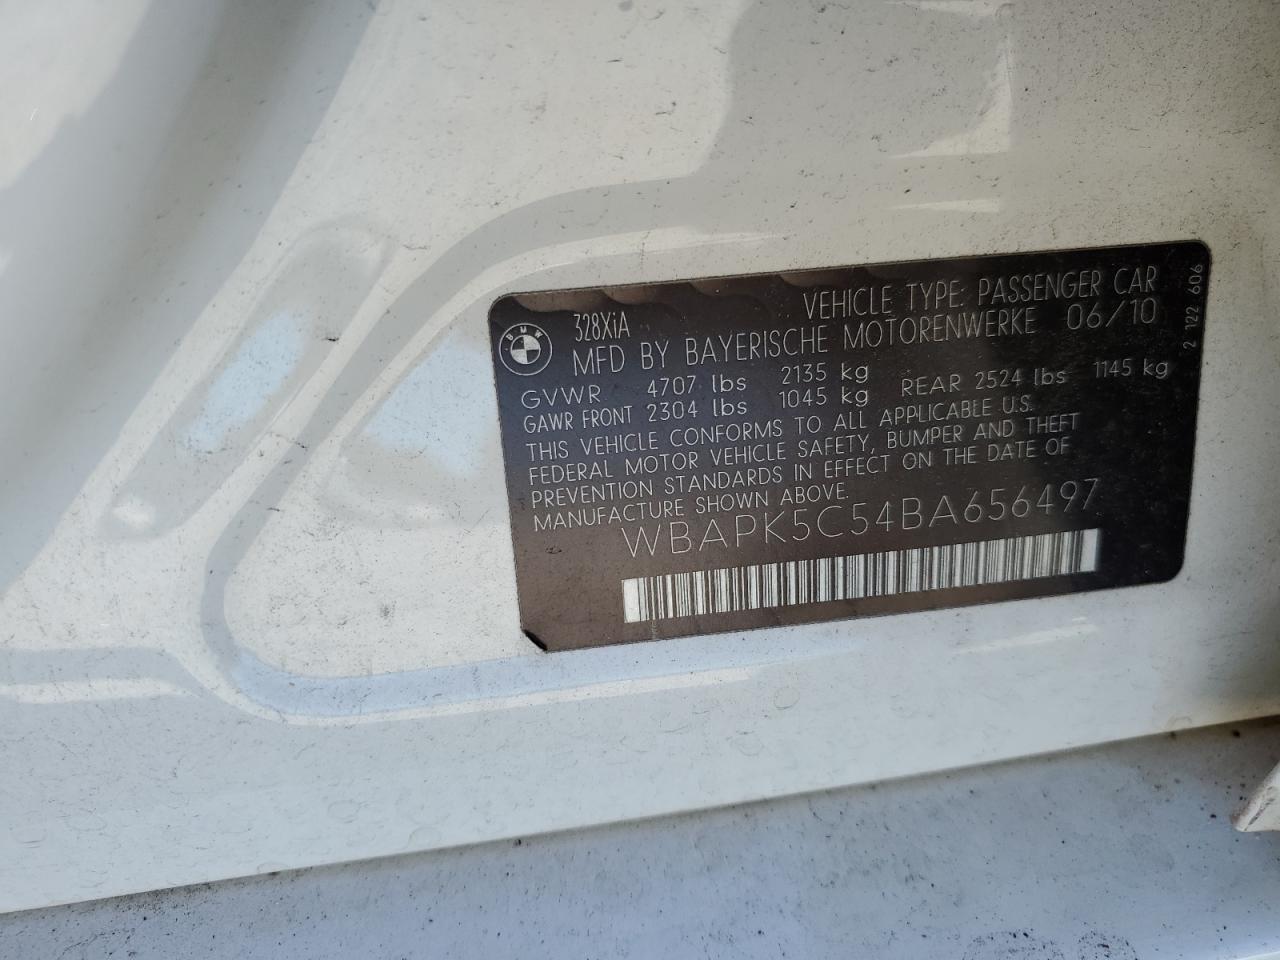 BMW
328XiA
VEHICLE TYPE: PASSENGER CAR
MFD BY BAYERISCHE MOTORENWERKE 06/10
GVWR 4707 lbs 2135 kg
GAWR FRONT 2304 lbs 1045 kg REAR 2524 lbs 1145 kg
THIS VEHICLE CONFORMS TO ALL APPLICABLE U.S.
FEDERAL MOTOR VEHICLE SAFETY, BUMPER AND THEFT
PREVENTION STANDARDS IN EFFECT ON THE DATE OF
MANUFACTURE SHOWN ABOVE.
WBAPK5C54BA656497
2 122 606